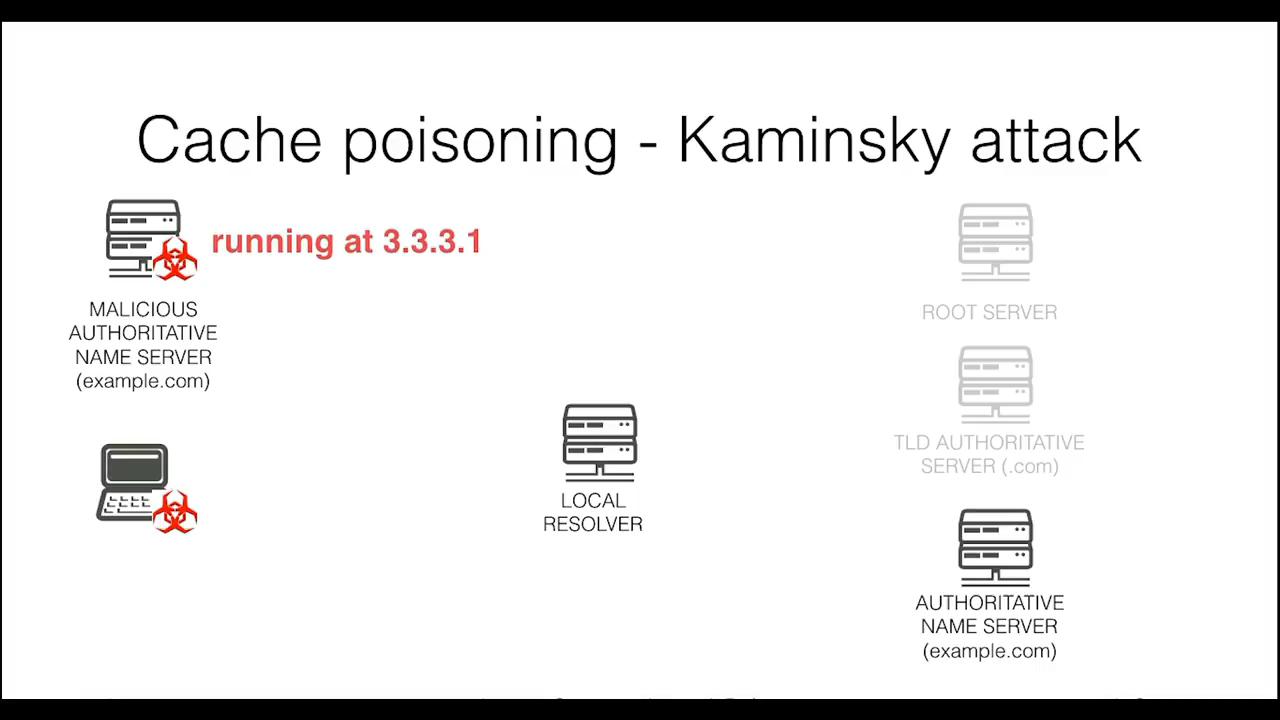 Cache poisoning - Kaminsky attack
running at 3.3.3.1
MALICIOUS
AUTHORITATIVE
NAME SERVER
(example.com)
ROOT SERVER
TLD AUTHORITATIVE
SERVER (.com)
LOCAL
RESOLVER
AUTHORITATIVE
NAME SERVER
(example.com)